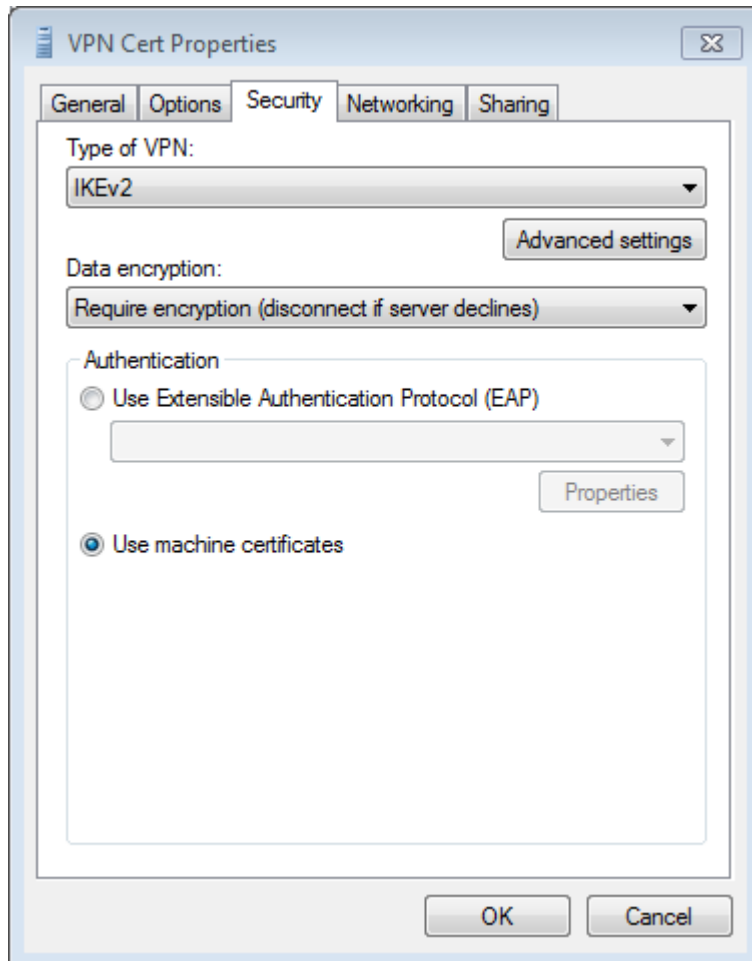 VPN Cert Properties
General Options Security Networking Sharing
Type of VPN:
IKEv2
Advanced settings
Data encryption:
Require encryption (disconnect if server declines)
Authentication
Use Extensible Authentication Protocol (EAP)
Properties
Use machine certificates
OK Cancel